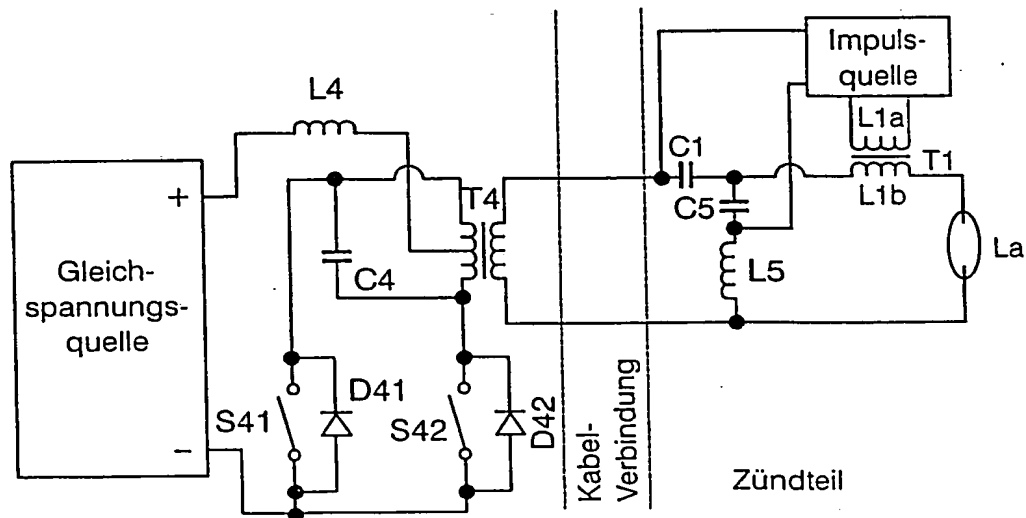 Impuls-
quelle
L4
L1a
C1
T1
+
T4
C5
L1b
La
Gleich-
spannungs-
quelle
C4
L5
D41
S41
S42
D42
Kabel-
Verbindung
−
Zündteil